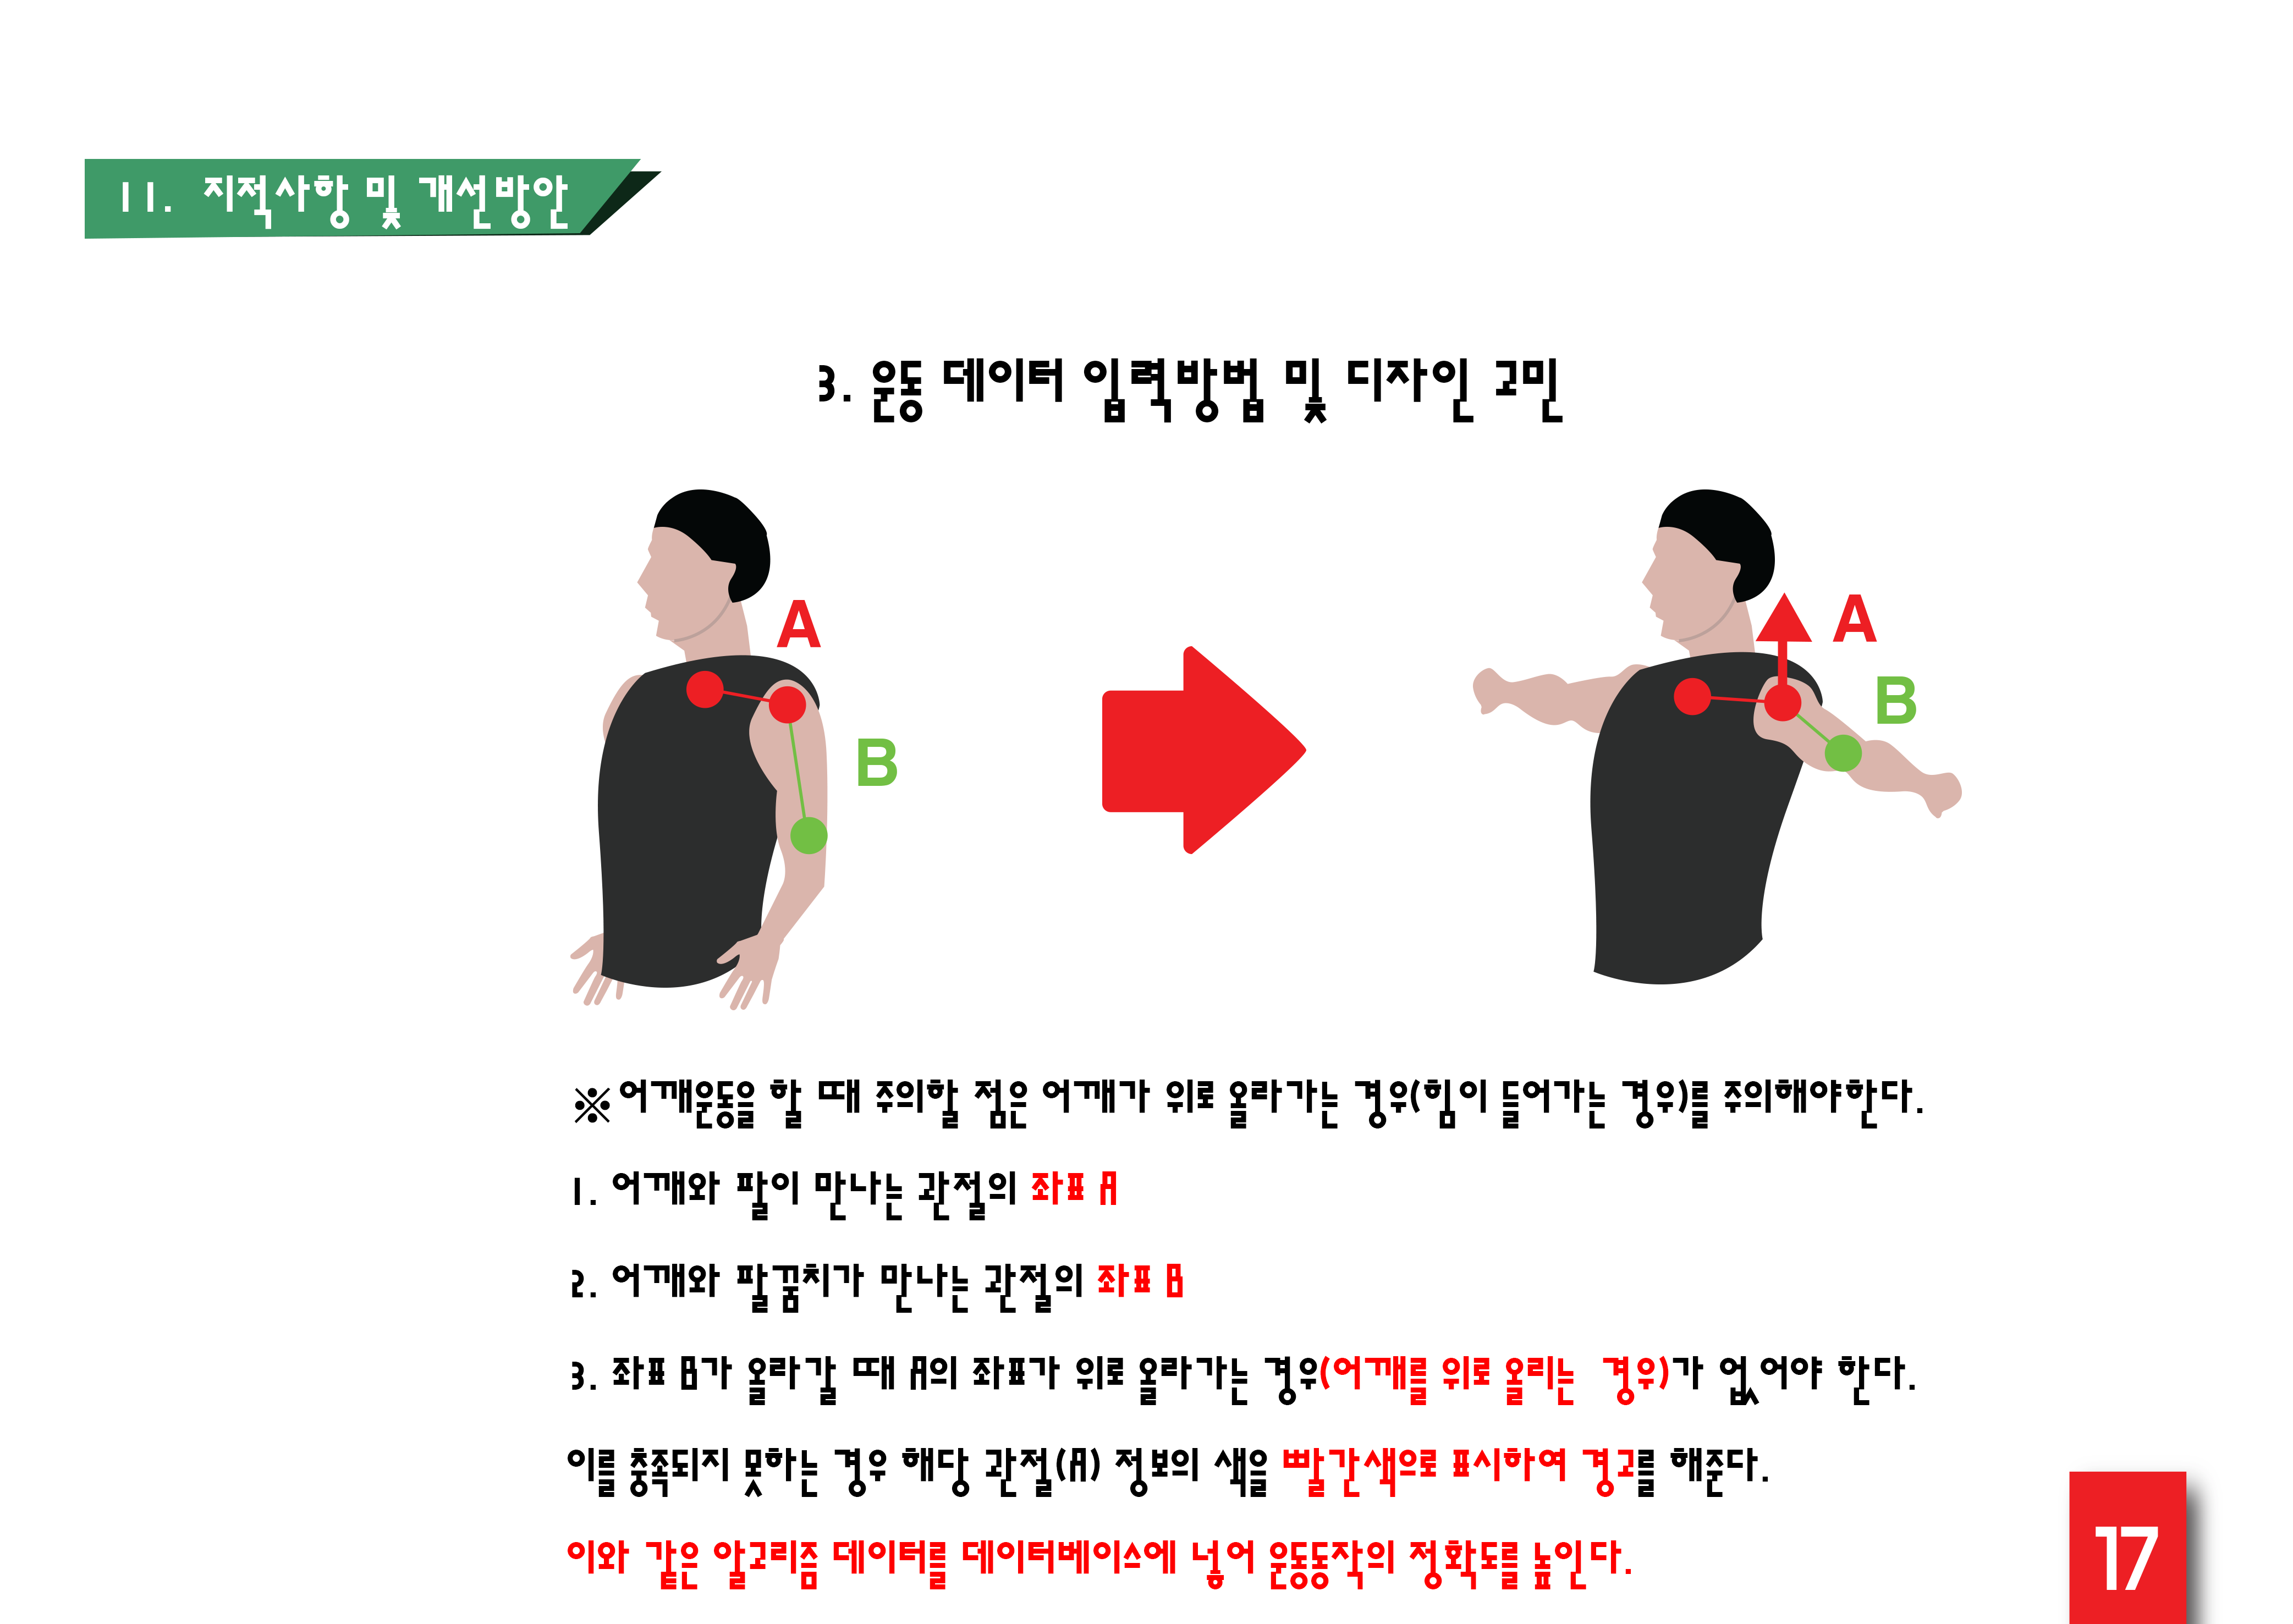 11. 지적사항 및 개선방안
3. 운동 데이터 입력방법 및 디자인 고민
A
B
A
B
※어깨운동을 할 때 주의할 점은 어깨가 위로 올라가는 경우(힘이 들어가는 경우)를 주의해야한다.
1. 어깨와 팔이 만나는 관절의 좌표 A
2. 어깨와 팔꿈치가 만나는 관절의 좌표 B
3. 좌표 B가 올라갈 때 A의 좌표가 위로 올라가는 경우(어깨를 위로 올리는 경우)가 없어야 한다.
이를 충족되지 못하는 경우 해당 관절(A) 정보의 색을 빨간색으로 표시하여 경고를 해준다.
이와 같은 알고리즘 데이터를 데이터베이스에 넣어 운동동작의 정확도를 높인다.
17